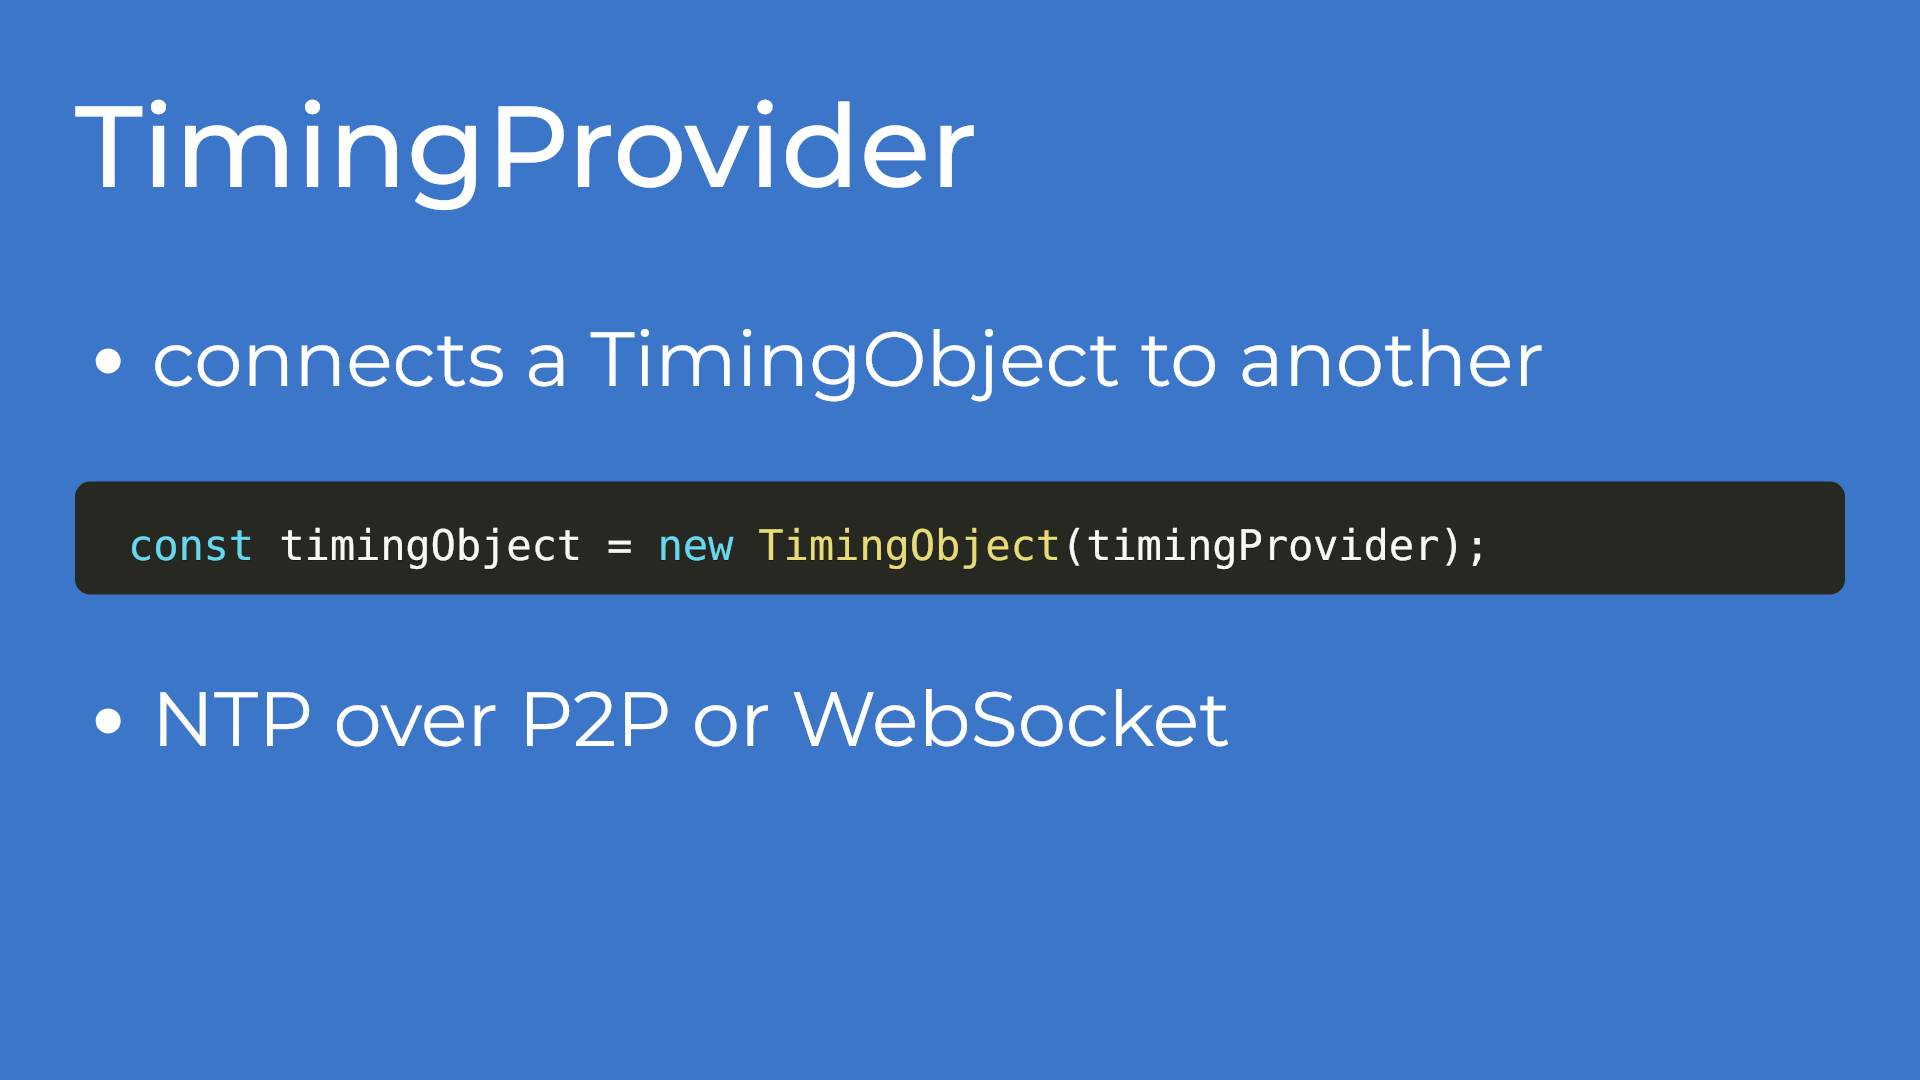 TimingProvider
• connects a TimingObject to another
const timingObject = new TimingObject(timingProvider);
• NTP over P2P or WebSocket